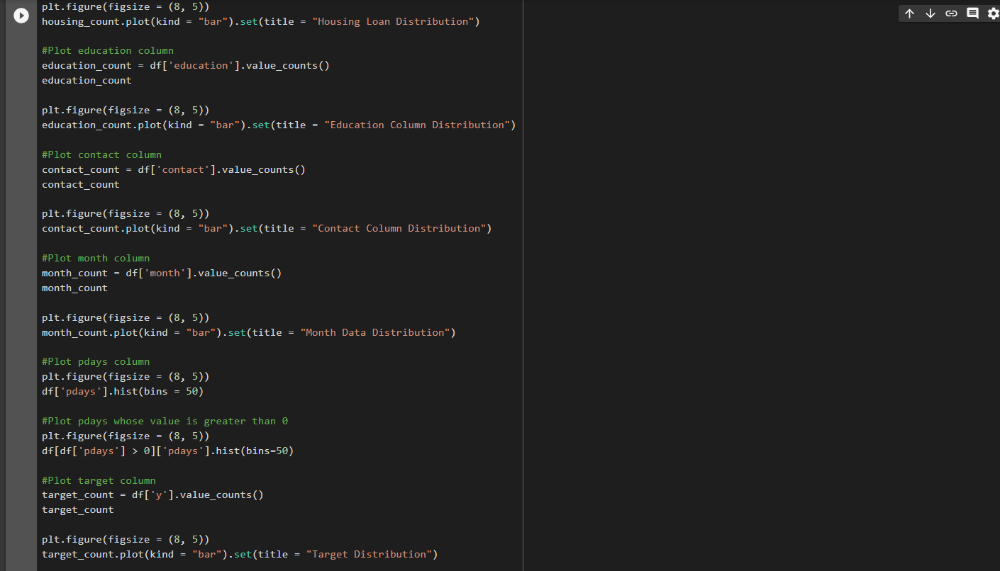 plt.figure(figsize = (8, 5))
housing_count.plot(kind = "bar").set(title = "Housing Loan Distribution")
#Plot education column
education_count = df['education'].value_counts()
education_count
plt.figure(figsize = (8, 5))
education_count.plot(kind = "bar").set(title = "Education Column Distribution")
#Plot contact column
contact_count = df['contact'].value_counts()
contact_count
plt.figure(figsize = (8, 5))
contact_count.plot(kind = "bar").set(title = "Contact Column Distribution")
#Plot month column
month_count = df['month'].value_counts()
month_count
plt.figure(figsize = (8, 5))
month_count.plot(kind = "bar").set(title = "Month Data Distribution")
#Plot pdays column
plt.figure(figsize = (8, 5))
df['pdays'].hist(bins = 50)
#Plot pdays whose value is greater than 0
plt.figure(figsize = (8, 5))
df[df['pdays'] > 0]['pdays'].hist(bins=50)
#Plot target column
target_count = df['y'].value_counts()
target_count
plt.figure(figsize = (8, 5))
target_count.plot(kind = "bar").set(title = "Target Distribution")